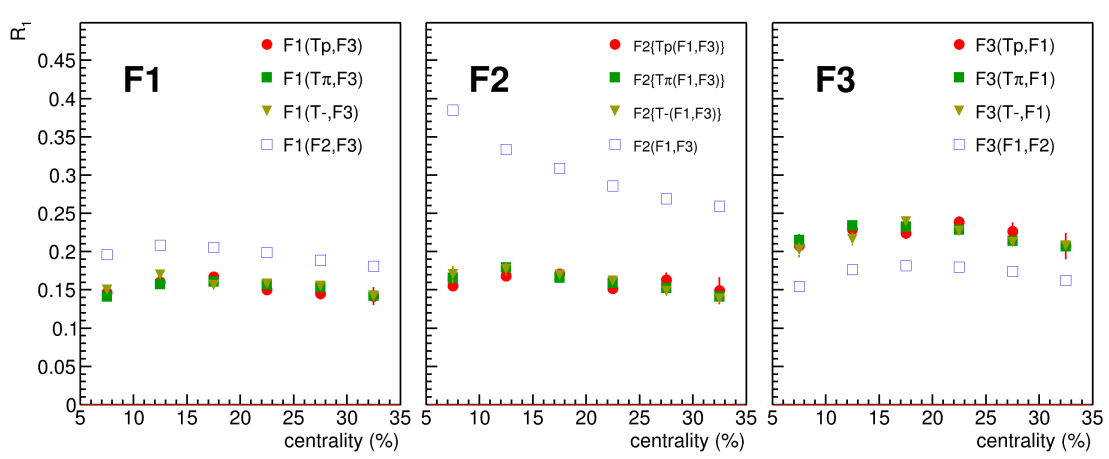 R1
0.45
0.4
0.35
0.3
0.25
0.2
0.15
0.1
0.05
0
F1
F1(Tp,F3)
F1(Tπ,F3)
F1(T-,F3)
F1(F2,F3)
5 10 15 20 25 30 35
centrality (%)
F2
F2{Tp(F1,F3)}
F2{Tπ(F1,F3)}
F2{T-(F1,F3)}
F2(F1,F3)
5 10 15 20 25 30 35
centrality (%)
F3
F3(Tp,F1)
F3(Tπ,F1)
F3(T-,F1)
F3(F1,F2)
5 10 15 20 25 30 35
centrality (%)